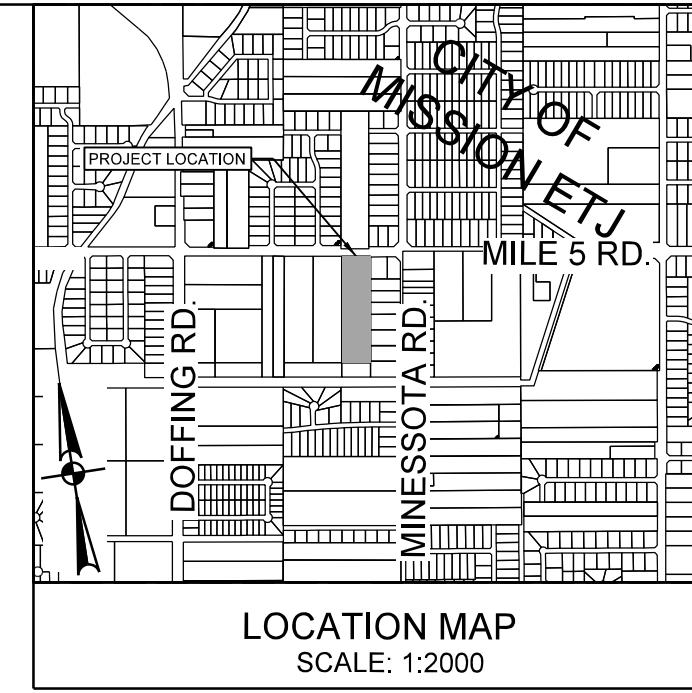 CITY OF
MISSION ETJ
PROJECT LOCATION
MILE 5 RD.
DOFFING RD.
MINESSOTA RD.
LOCATION MAP
SCALE: 1:2000